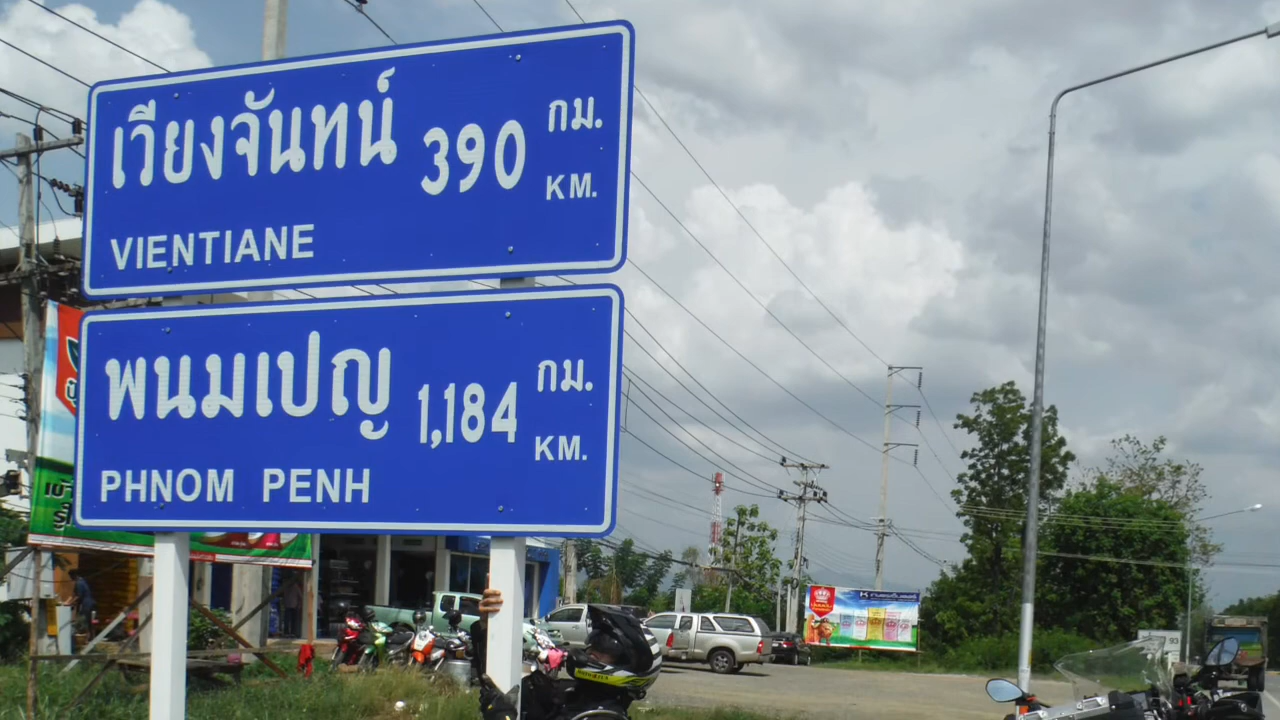 เวียงจันทน์ 390 กม.
KM.
VIENTIANE
พนมเปญ 1,184 กม.
KM.
PHNOM PENH